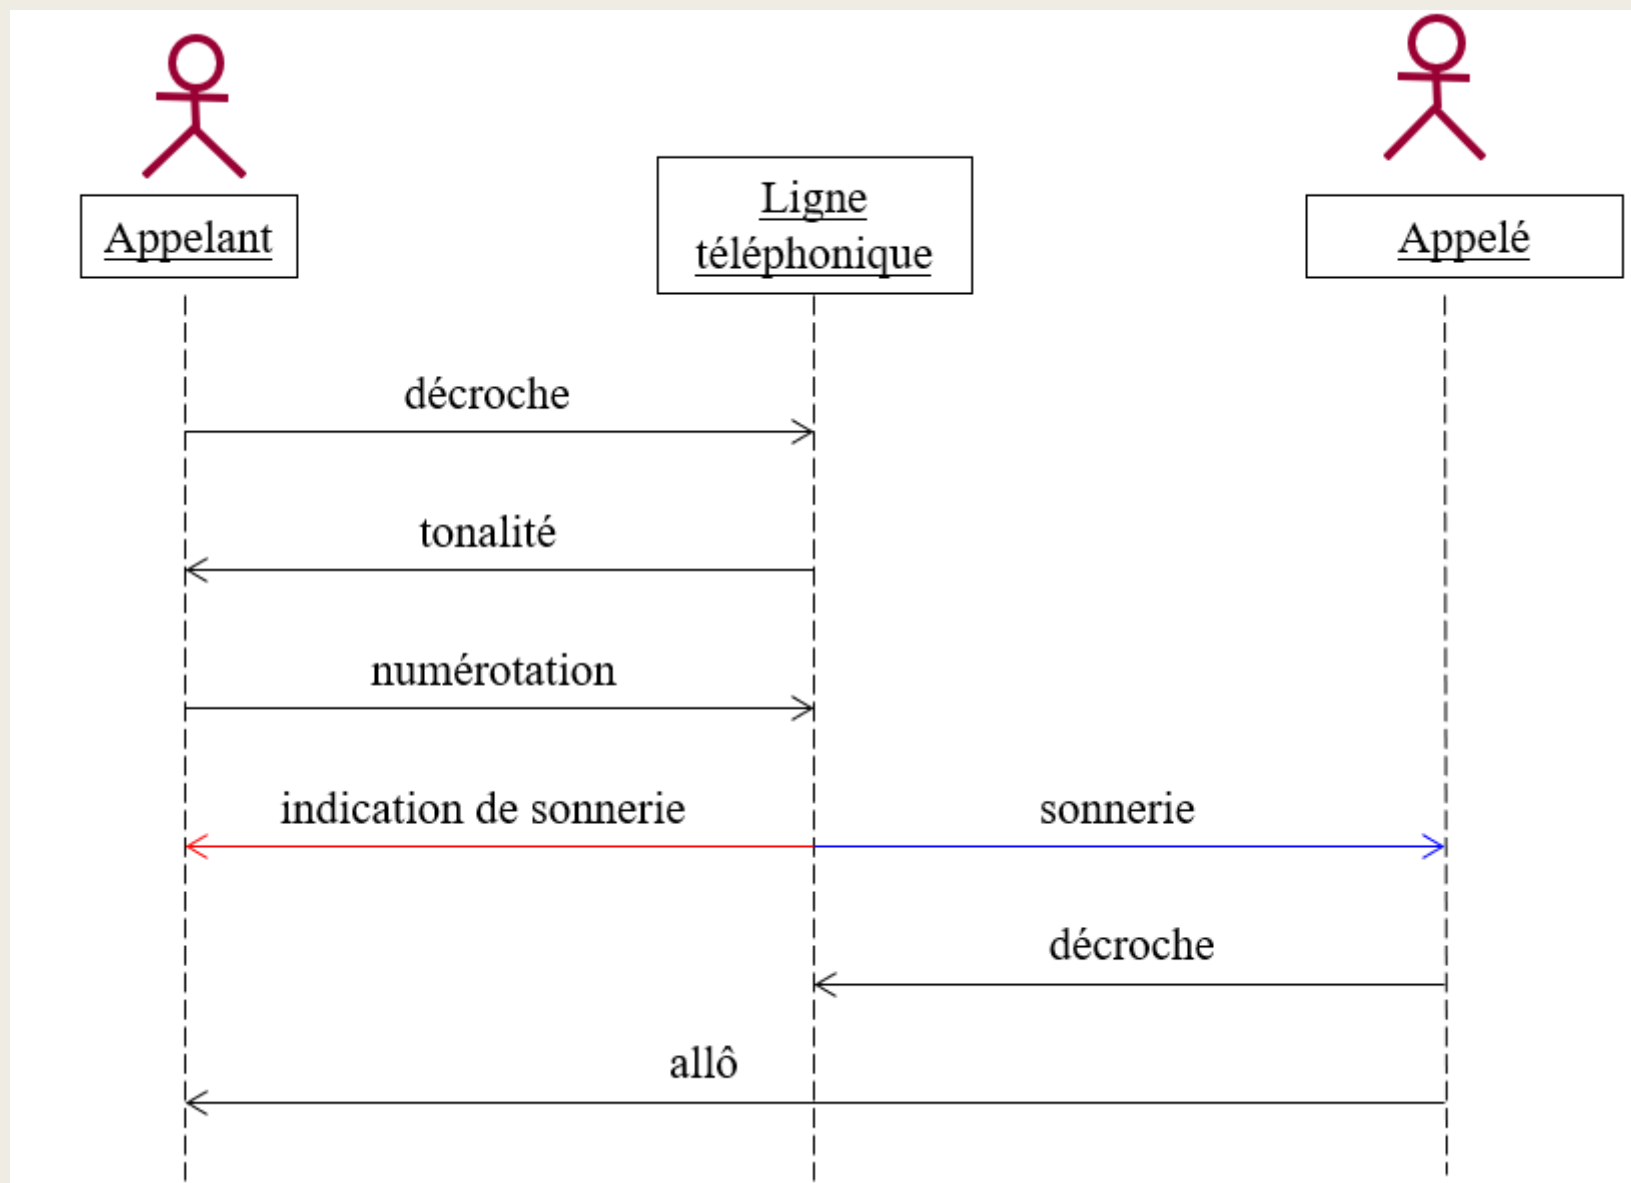 Appelant
Ligne
téléphonique
Appelé
décroche
tonalité
numérotation
indication de sonnerie
sonnerie
décroche
allô